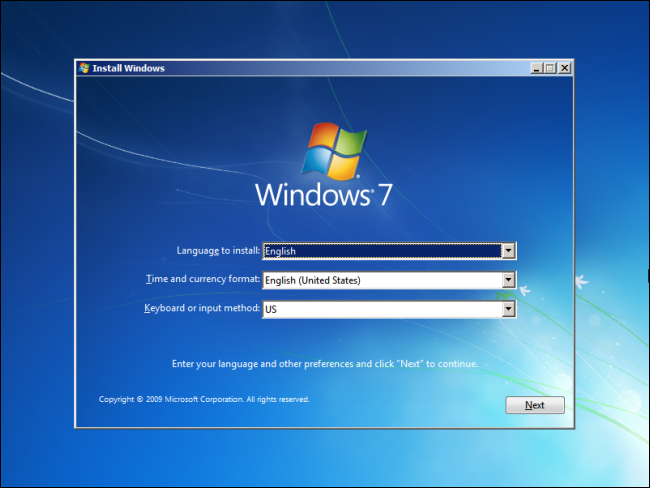 Install Windows
Windows® 7
Language to install: English
Time and currency format: English (United States)
Keyboard or input method: US
Enter your language and other preferences and click "Next" to continue.
Copyright © 2009 Microsoft Corporation. All rights reserved.
Next